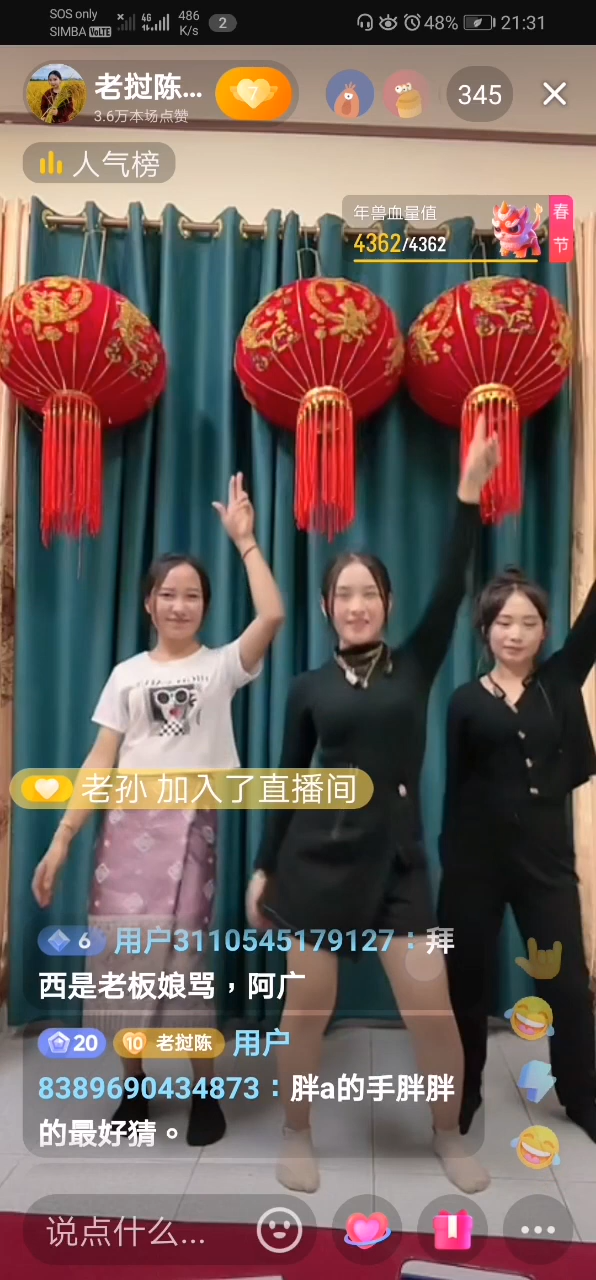 SOS only
SIMBA VoLTE
4G
486
K/s
2
48%
21:31
老挝陈...
3.6万本场点赞
7
345
人气榜
年兽血量值
4362/4362
春
节
老孙 加入了直播间
6 用户3110545179127：拜
西是老板娘骂，阿广
20 10 老挝陈 用户
8389690434873：胖a的手胖胖
的最好猜。
说点什么...